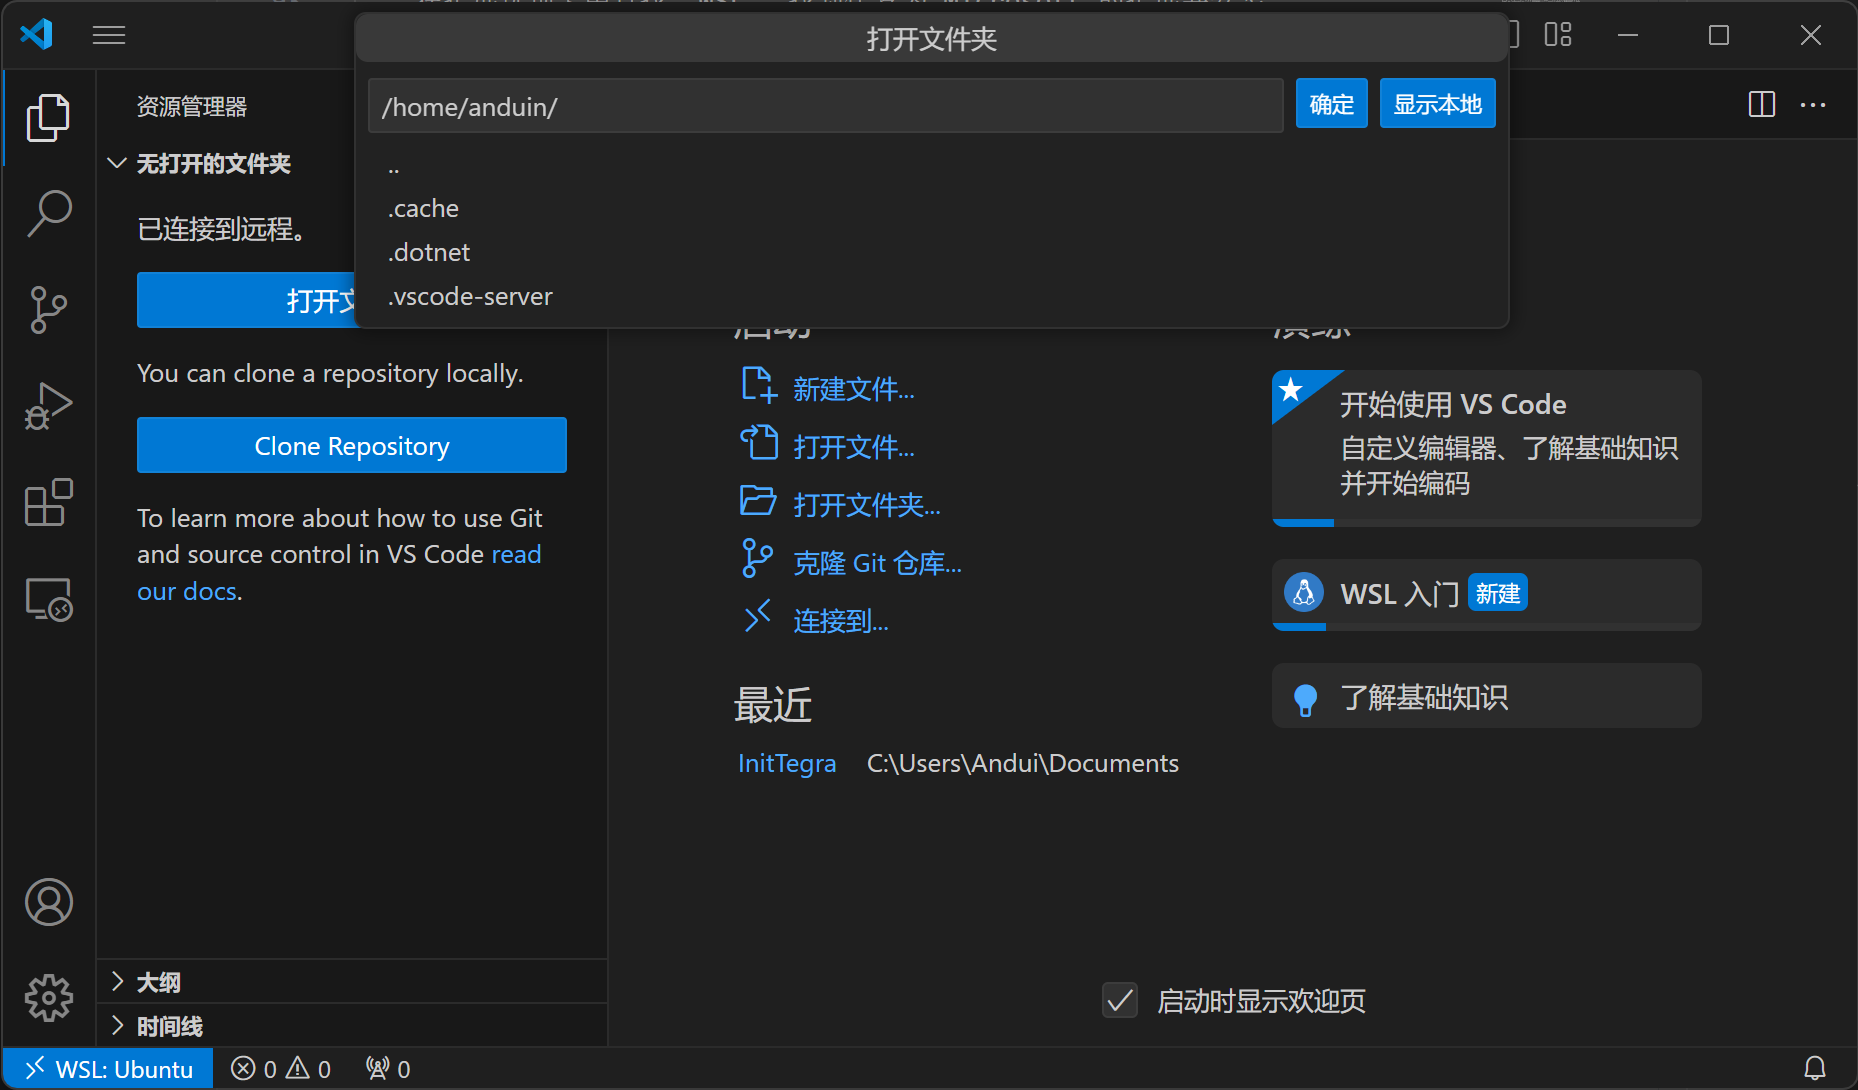 打开文件夹
/home/anduin/
确定
显示本地
..
.cache
.dotnet
.vscode-server
资源管理器
无打开的文件夹
已连接到远程。
打开文
You can clone a repository locally.
Clone Repository
To learn more about how to use Git
and source control in VS Code read
our docs.
大纲
时间线
启动
新建文件...
打开文件...
打开文件夹...
克隆 Git 仓库...
连接到...
最近
InitTegra C:\Users\Andui\Documents
演练
开始使用 VS Code
自定义编辑器、了解基础知识
并开始编码
WSL 入门 新建
了解基础知识
启动时显示欢迎页
WSL: Ubuntu
0
0
0